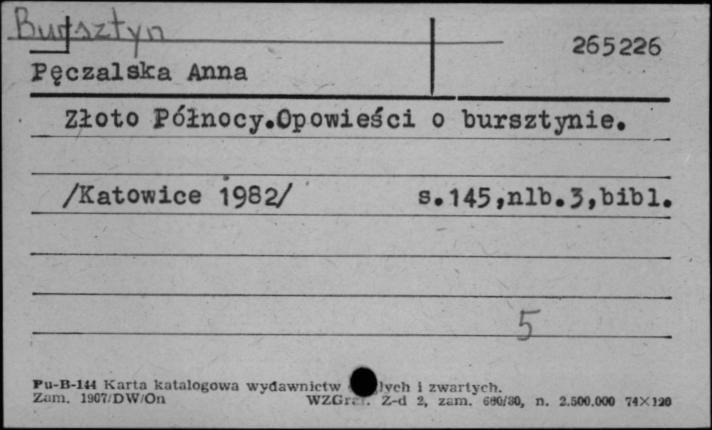 Bursztyn
265226
Pęczalska Anna
Złoto Północy.Opowieści o bursztynie.
/Katowice 1982/ s.145,nlb.3,bibl.
5
Pu-B-144 Karta katalogowa wydawnictw i zwartych.
Zam. 1907/DW/On WZGraf. Z-d 2, zam. 680/80, n. 2.500.000 74×120